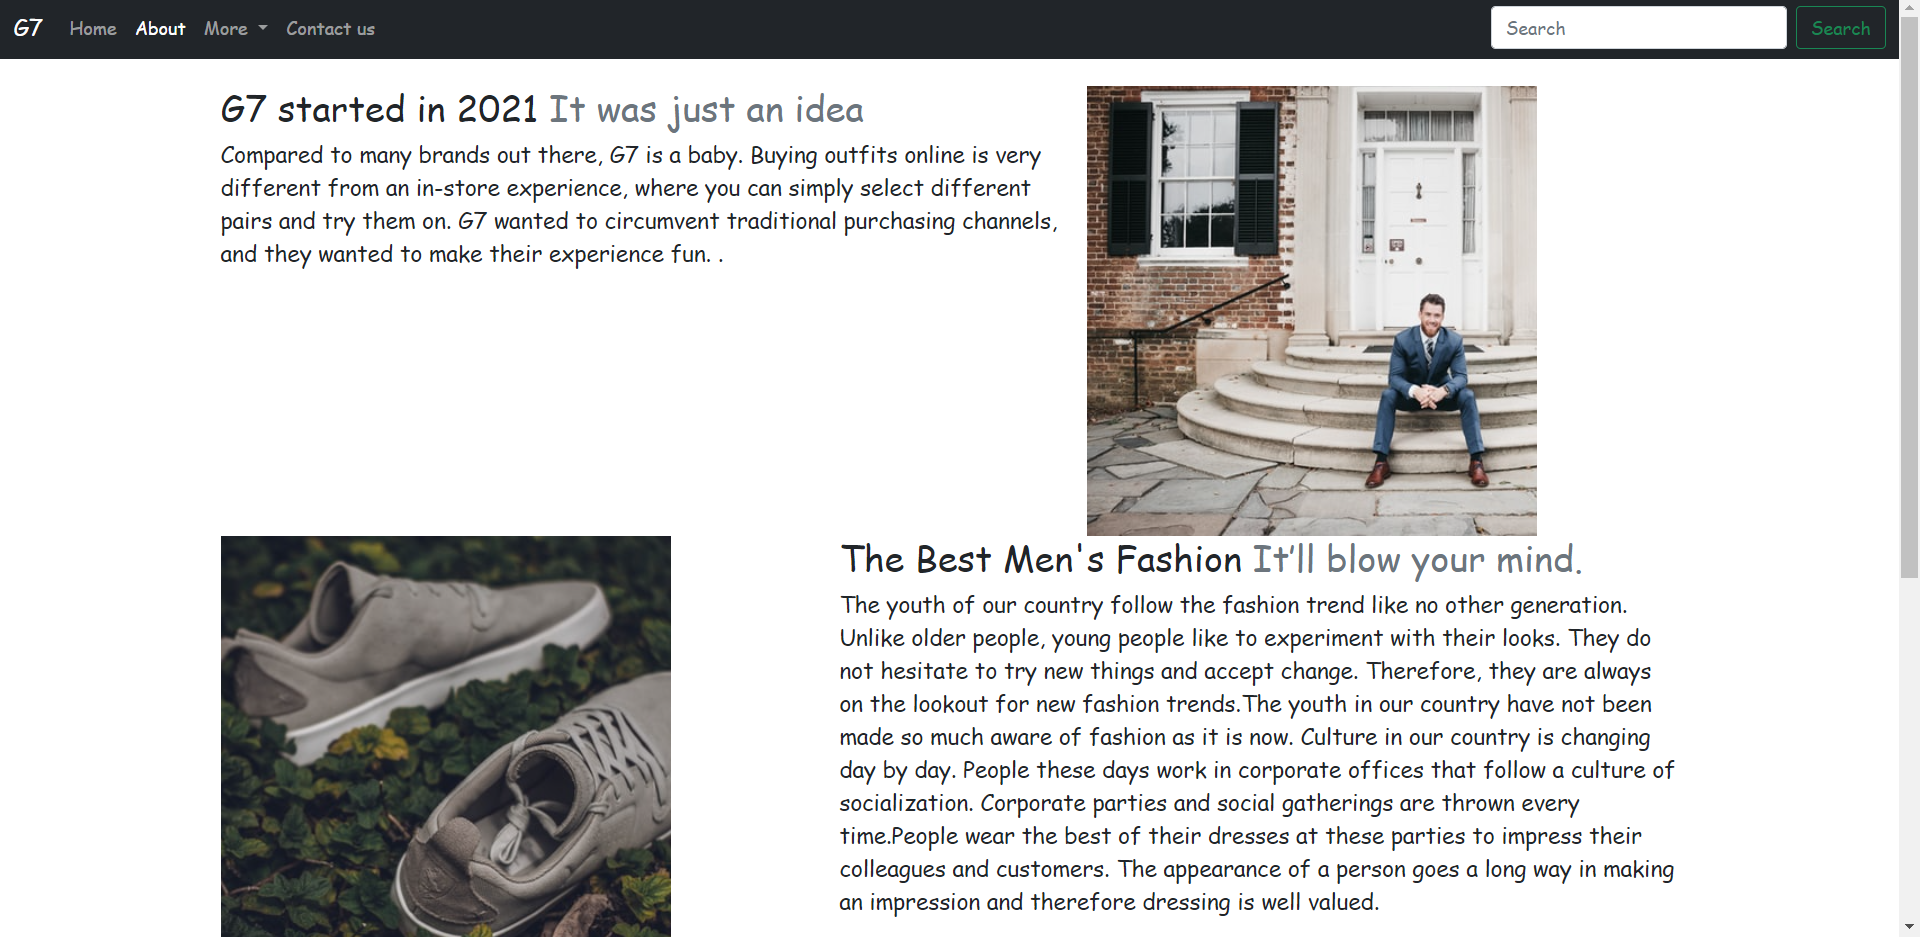 G7 Home About More Contact us Search Search
G7 started in 2021 It was just an idea
Compared to many brands out there, G7 is a baby. Buying outfits online is very
different from an in-store experience, where you can simply select different
pairs and try them on. G7 wanted to circumvent traditional purchasing channels,
and they wanted to make their experience fun. .
The Best Men's Fashion It’ll blow your mind.
The youth of our country follow the fashion trend like no other generation.
Unlike older people, young people like to experiment with their looks. They do
not hesitate to try new things and accept change. Therefore, they are always
on the lookout for new fashion trends.The youth in our country have not been
made so much aware of fashion as it is now. Culture in our country is changing
day by day. People these days work in corporate offices that follow a culture of
socialization. Corporate parties and social gatherings are thrown every
time.People wear the best of their dresses at these parties to impress their
colleagues and customers. The appearance of a person goes a long way in making
an impression and therefore dressing is well valued.